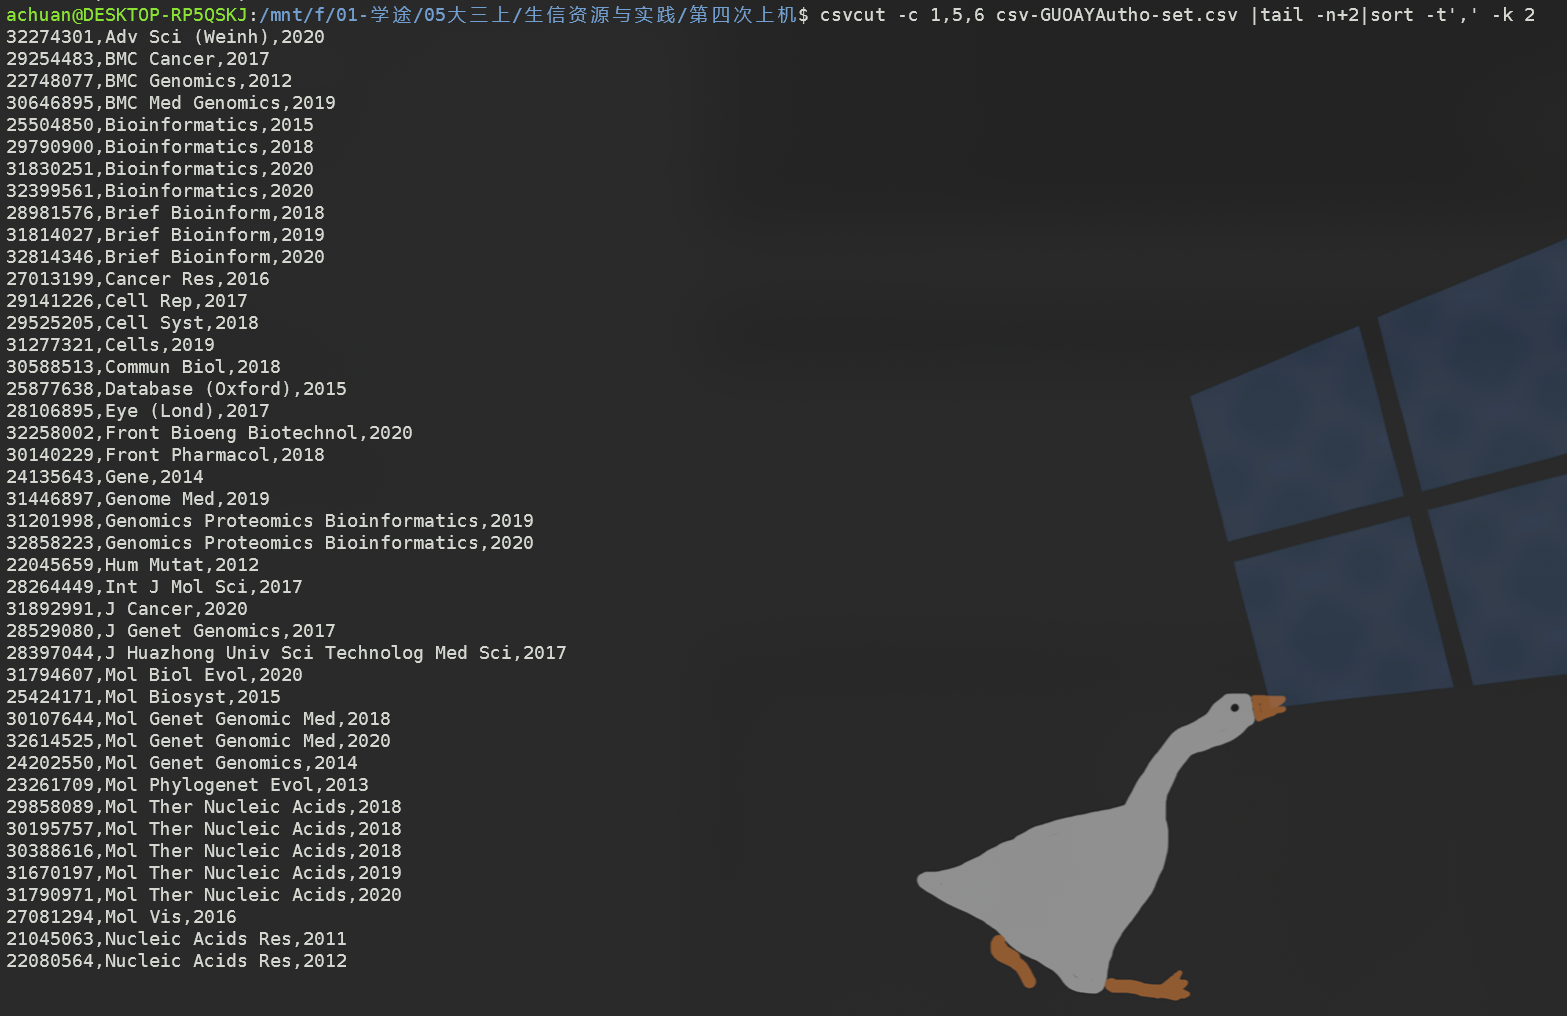 achuan@DESKTOP-RP5QSKJ:/mnt/f/01-学途/05大三上/生信资源与实践/第四次上机$ csvcut -c 1,5,6 csv-GUOAYAutho-set.csv |tail -n+2|sort -t',' -k 2
32274301,Adv Sci (Weinh),2020
29254483,BMC Cancer,2017
22748077,BMC Genomics,2012
30646895,BMC Med Genomics,2019
25504850,Bioinformatics,2015
29790900,Bioinformatics,2018
31830251,Bioinformatics,2020
32399561,Bioinformatics,2020
28981576,Brief Bioinform,2018
31814027,Brief Bioinform,2019
32814346,Brief Bioinform,2020
27013199,Cancer Res,2016
29141226,Cell Rep,2017
29525205,Cell Syst,2018
31277321,Cells,2019
30588513,Commun Biol,2018
25877638,Database (Oxford),2015
28106895,Eye (Lond),2017
32258002,Front Bioeng Biotechnol,2020
30140229,Front Pharmacol,2018
24135643,Gene,2014
31446897,Genome Med,2019
31201998,Genomics Proteomics Bioinformatics,2019
32858223,Genomics Proteomics Bioinformatics,2020
22045659,Hum Mutat,2012
28264449,Int J Mol Sci,2017
31892991,J Cancer,2020
28529080,J Genet Genomics,2017
28397044,J Huazhong Univ Sci Technolog Med Sci,2017
31794607,Mol Biol Evol,2020
25424171,Mol Biosyst,2015
30107644,Mol Genet Genomic Med,2018
32614525,Mol Genet Genomic Med,2020
24202550,Mol Genet Genomics,2014
23261709,Mol Phylogenet Evol,2013
29858089,Mol Ther Nucleic Acids,2018
30195757,Mol Ther Nucleic Acids,2018
30388616,Mol Ther Nucleic Acids,2018
31670197,Mol Ther Nucleic Acids,2019
31790971,Mol Ther Nucleic Acids,2020
27081294,Mol Vis,2016
21045063,Nucleic Acids Res,2011
22080564,Nucleic Acids Res,2012